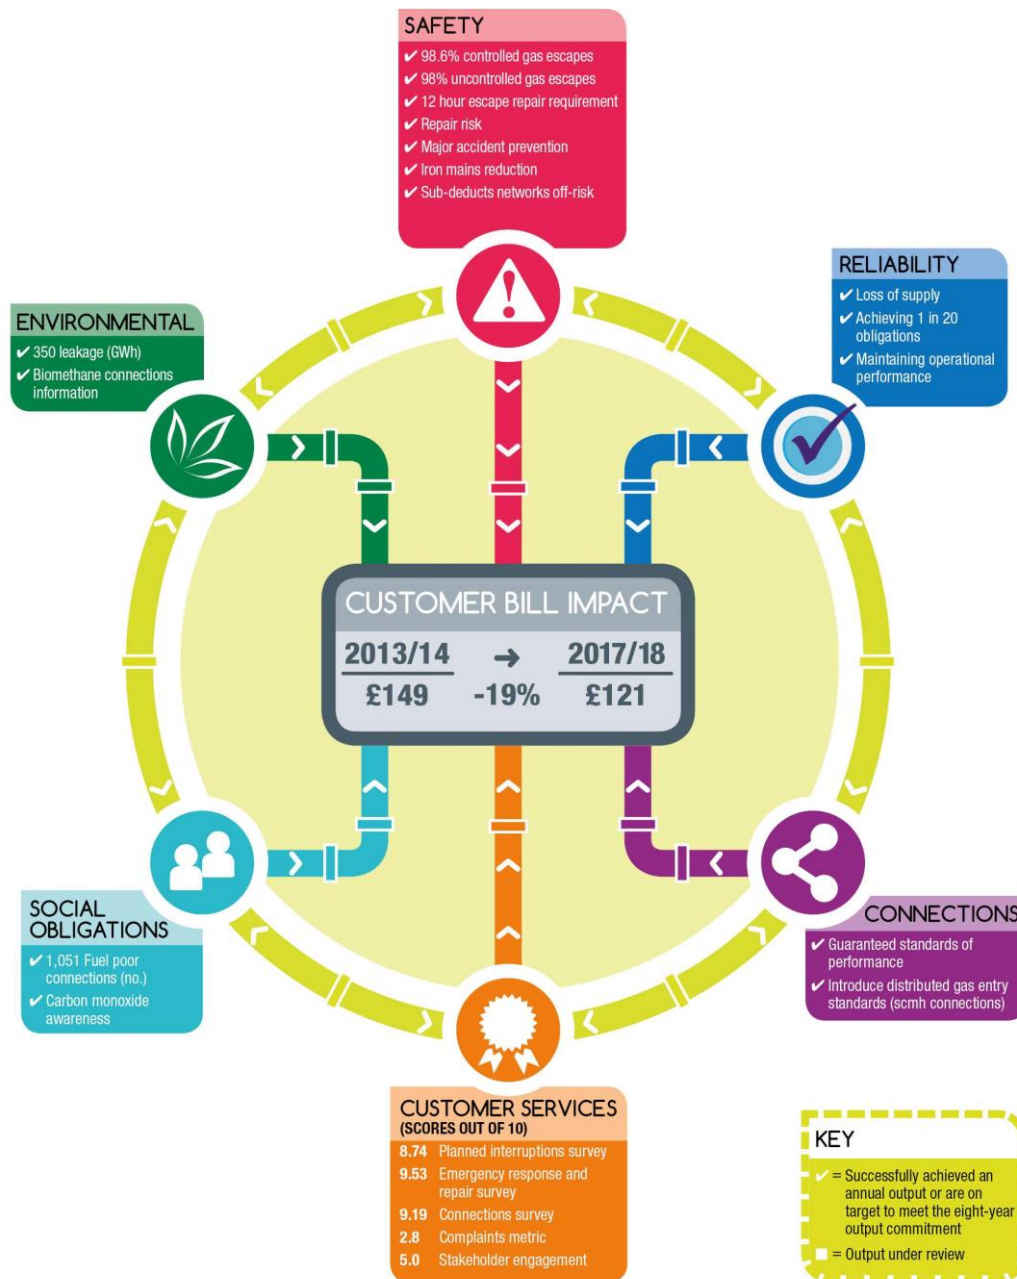 SAFETY
✔ 98.6% controlled gas escapes
✔ 98% uncontrolled gas escapes
✔ 12 hour escape repair requirement
✔ Repair risk
✔ Major accident prevention
✔ Iron mains reduction
✔ Sub-deducts networks off-risk
RELIABILITY
✔ Loss of supply
✔ Achieving 1 in 20
obligations
✔ Maintaining operational
performance
ENVIRONMENTAL
✔ 350 leakage (GWh)
✔ Biomethane connections
information
CUSTOMER BILL IMPACT
2013/14 ➜ 2017/18
£149 -19% £121
SOCIAL
OBLIGATIONS
✔ 1,051 Fuel poor
connections (no.)
✔ Carbon monoxide
awareness
CONNECTIONS
✔ Guaranteed standards of
performance
✔ Introduce distributed gas entry
standards (scmh connections)
CUSTOMER SERVICES
(SCORES OUT OF 10)
8.74 Planned interruptions survey
9.53 Emergency response and
repair survey
9.19 Connections survey
2.8 Complaints metric
5.0 Stakeholder engagement
KEY
✔ = Successfully achieved an
annual output or are on
target to meet the eight-year
output commitment
■ = Output under review